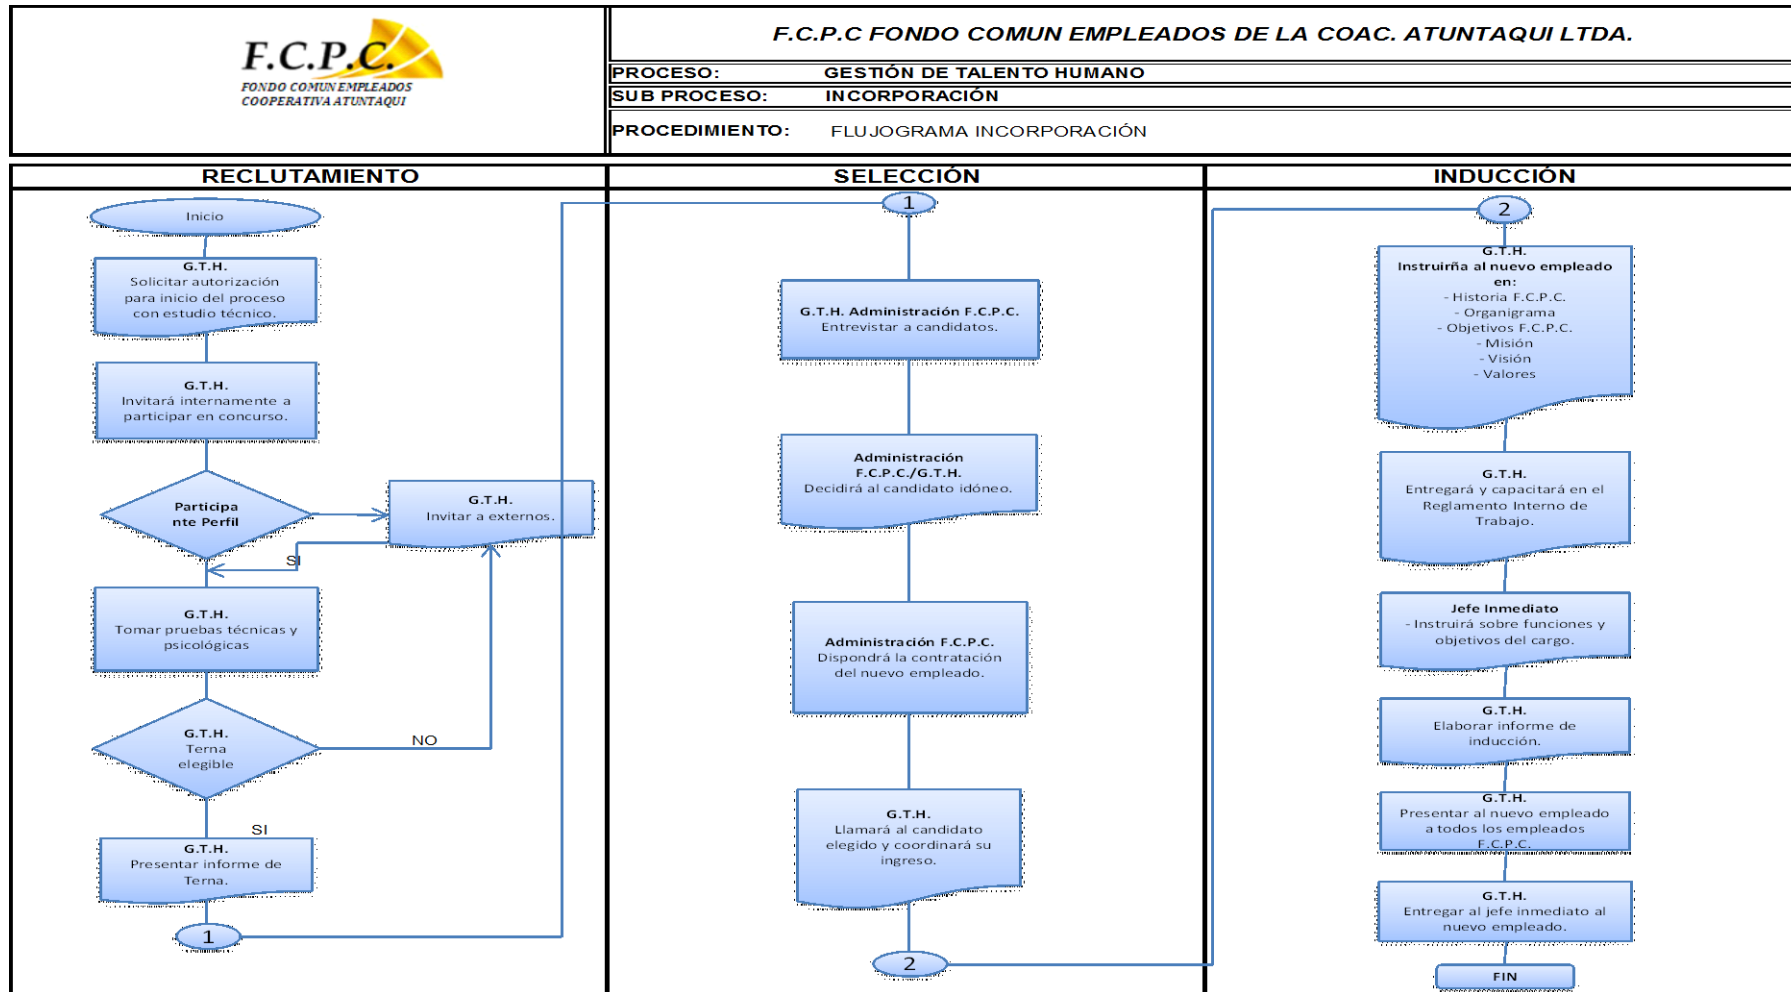 F.C.P.C.
FONDO COMUN EMPLEADOS
COOPERATIVA ATUNTAQUI
F.C.P.C FONDO COMUN EMPLEADOS DE LA COAC. ATUNTAQUI LTDA.
PROCESO: GESTIÓN DE TALENTO HUMANO
SUB PROCESO: INCORPORACIÓN
PROCEDIMIENTO: FLUJOGRAMA INCORPORACIÓN
RECLUTAMIENTO
Inicio
G.T.H.
Solicitar autorización
para inicio del proceso
con estudio técnico.
G.T.H.
Invitará internamente a
participar en concurso.
Participa
nte Perfil
G.T.H.
Invitar a externos.
SI
G.T.H.
Tomar pruebas técnicas y
psicológicas
G.T.H.
Terna
elegible
NO
SI
G.T.H.
Presentar informe de
Terna.
1
SELECCIÓN
1
G.T.H. Administración F.C.P.C.
Entrevistar a candidatos.
Administración
F.C.P.C./G.T.H.
Decidirá al candidato idóneo.
Administración F.C.P.C.
Dispondrá la contratación
del nuevo empleado.
G.T.H.
Llamará al candidato
elegido y coordinará su
ingreso.
2
INDUCCIÓN
2
G.T.H.
Instruirña al nuevo empleado
en:
- Historia F.C.P.C.
- Organigrama
- Objetivos F.C.P.C.
- Misión
- Visión
- Valores
G.T.H.
Entregará y capacitará en el
Reglamento Interno de
Trabajo.
Jefe Inmediato
- Instruirá sobre funciones y
objetivos del cargo.
G.T.H.
Elaborar informe de
inducción.
G.T.H.
Presentar al nuevo empleado
a todos los empleados
F.C.P.C.
G.T.H.
Entregar al jefe inmediato al
nuevo empleado.
FIN